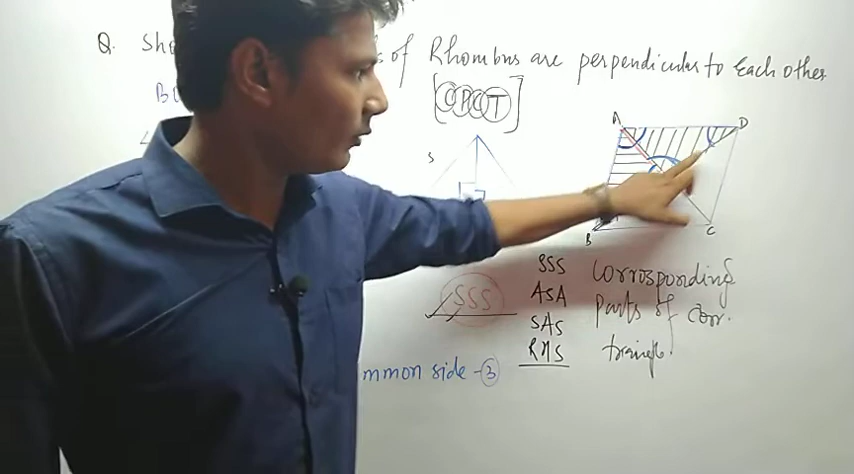 Q. Sh
of Rhombus are perpendicular to Each other
B
[CPCT]
S
A D
B C
SSS
SSS
ASA
SAS
RHS
Corrosponding
parts of corr.
triangle.
mmon side - 3